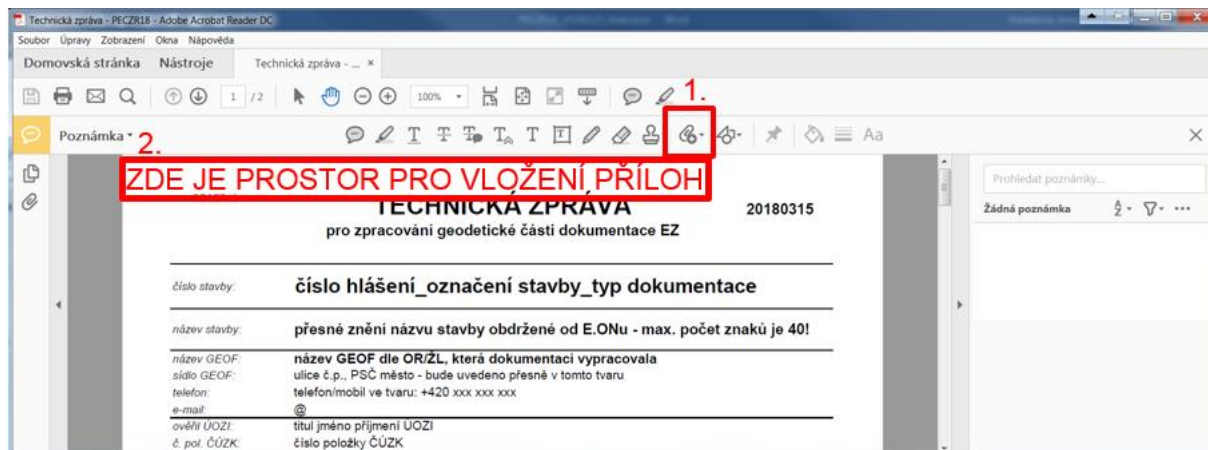 Technická zpráva - PECZR18 - Adobe Acrobat Reader DC
Soubor Úpravy Zobrazení Okna Nápověda
Domovská stránka Nástroje Technická zpráva - ... ×
1 / 2 100% 1.
Poznámka T T T T T T Aa
2.
ZDE JE PROSTOR PRO VLOŽENÍ PŘÍLOH
Prohledat poznámky...
TECHNICKÁ ZPRÁVA 20180315
Žádná poznámka
pro zpracování geodetické části dokumentace EZ
číslo stavby: číslo hlášení_označení stavby_typ dokumentace
název stavby: přesné znění názvu stavby obdržené od E.ONu - max. počet znaků je 40!
název GEOF: název GEOF dle OR/ŽL, která dokumentaci vypracovala
sídlo GEOF: ulice č.p., PSČ město - bude uvedeno přesně v tomto tvaru
telefon: telefon/mobil ve tvaru: +420 xxx xxx xxx
e-mail: @
ověřil ÚOZI: titul jméno příjmení ÚOZI
č. pol. ČÚZK: číslo položky ČÚZK